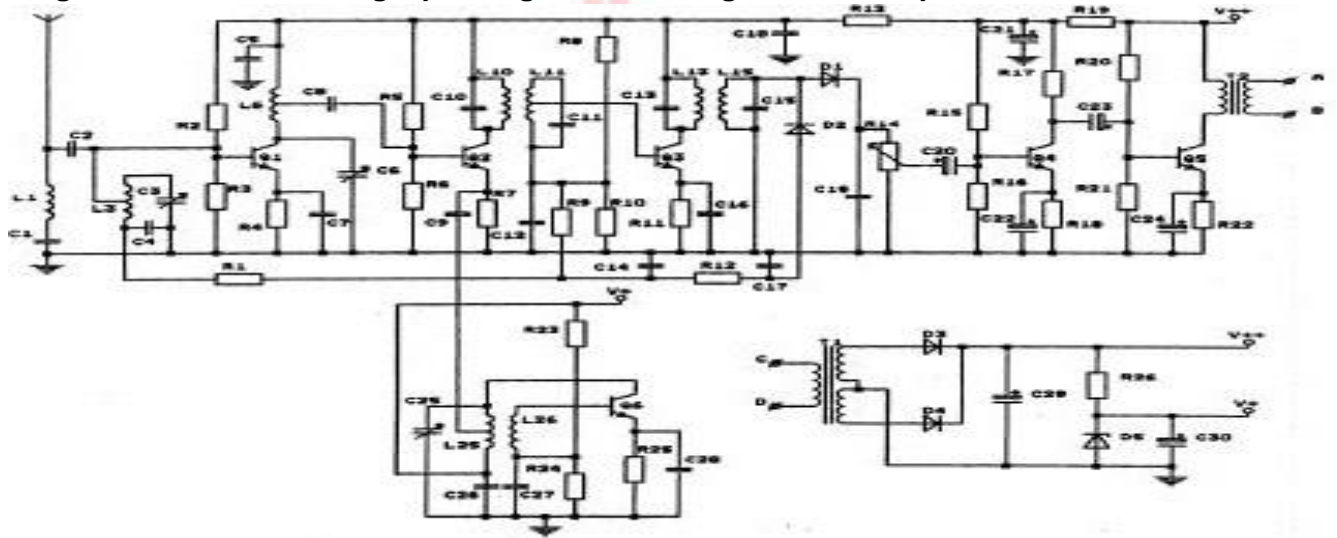 R13
R19
V++
C5
C18
C21
R8
L10
L11
L13
L15
D1
R17
R20
T2
A
B
L6
C8
R5
C10
C13
C15
R2
C11
D2
R14
R15
C23
C2
Q1
Q2
Q3
C20
Q4
Q5
C6
L1
L3
C3
R3
R6
R7
R16
R21
C4
R4
C7
C9
C12
R9
R10
R11
C16
C19
C22
R18
C24
R22
C1
R1
C14
R12
C17
V+
R23
T1
D3
V++
C
R26
C25
L25
L26
Q6
D
D4
C29
V+
D5
C30
R24
R25
C28
C26
C27